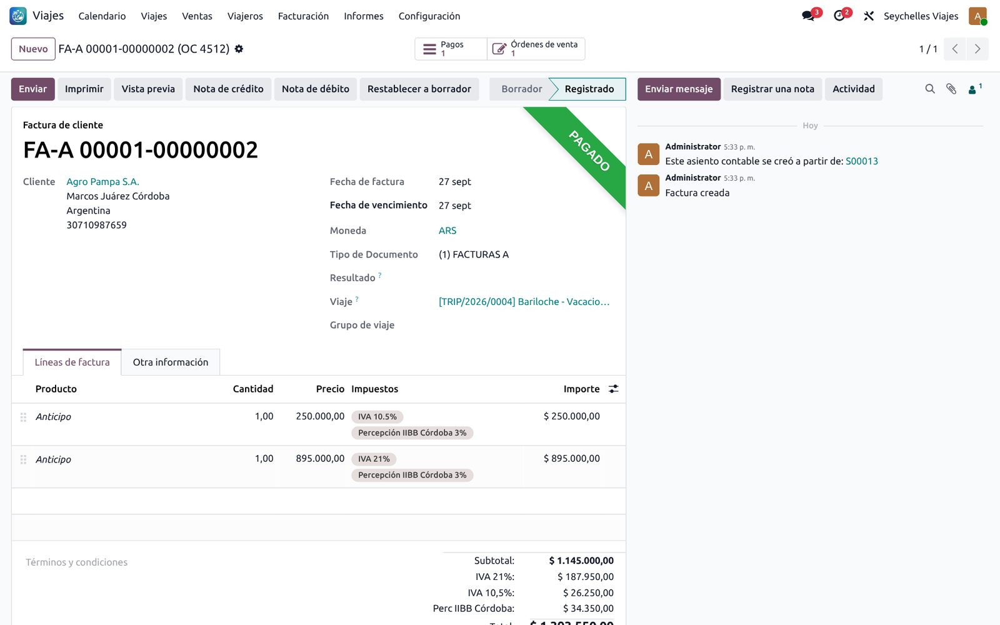 Viajes
Calendario
Viajes
Ventas
Viajeros
Facturación
Informes
Configuración
3
2
Seychelles Viajes
A
Nuevo
FA-A 00001-00000002 (OC 4512)
Pagos
1
Órdenes de venta
1
1 / 1
Enviar
Imprimir
Vista previa
Nota de crédito
Nota de débito
Restablecer a borrador
Borrador
Registrado
Enviar mensaje
Registrar una nota
Actividad
1
PAGADO
Factura de cliente
FA-A 00001-00000002
Cliente
Agro Pampa S.A.
Marcos Juárez Córdoba
Argentina
30710987659
Fecha de factura
27 sept
Fecha de vencimiento
27 sept
Moneda
ARS
Tipo de Documento
(1) FACTURAS A
Resultado ?
Viaje ?
[TRIP/2026/0004] Bariloche - Vacacio...
Grupo de viaje
Hoy
A
Administrator 5:33 p. m.
Este asiento contable se creó a partir de: S00013
A
Administrator 5:33 p. m.
Factura creada
Líneas de factura
Otra información
Producto
Cantidad
Precio
Impuestos
Importe
Anticipo
1,00
250.000,00
IVA 10.5%
Percepción IIBB Córdoba 3%
$ 250.000,00
Anticipo
1,00
895.000,00
IVA 21%
Percepción IIBB Córdoba 3%
$ 895.000,00
Términos y condiciones
Subtotal: $ 1.145.000,00
IVA 21%: $ 187.950,00
IVA 10,5%: $ 26.250,00
Perc IIBB Córdoba: $ 34.350,00
Total: $ 1.393.550,00